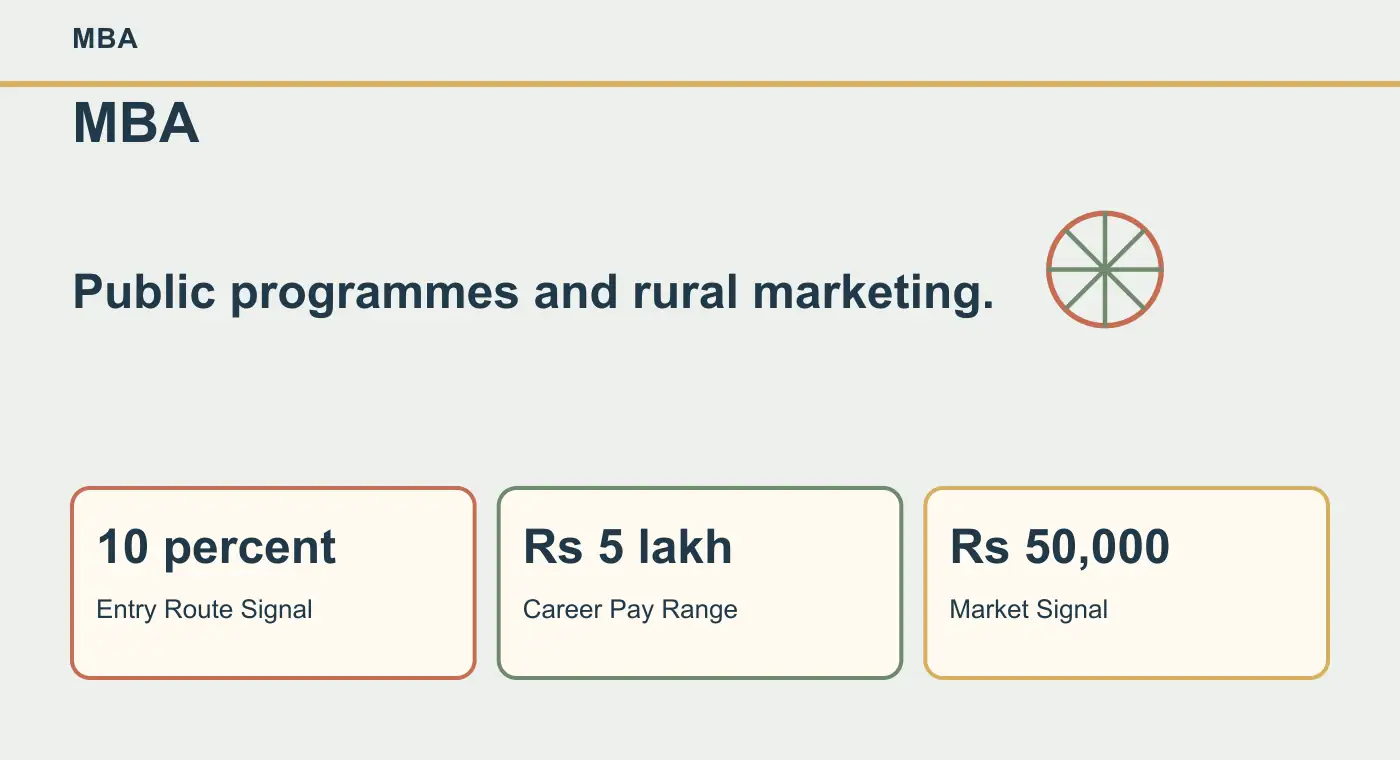 MBA
MBA
Public programmes and rural marketing.
10 percent
Entry Route Signal
Rs 5 lakh
Career Pay Range
Rs 50,000
Market Signal